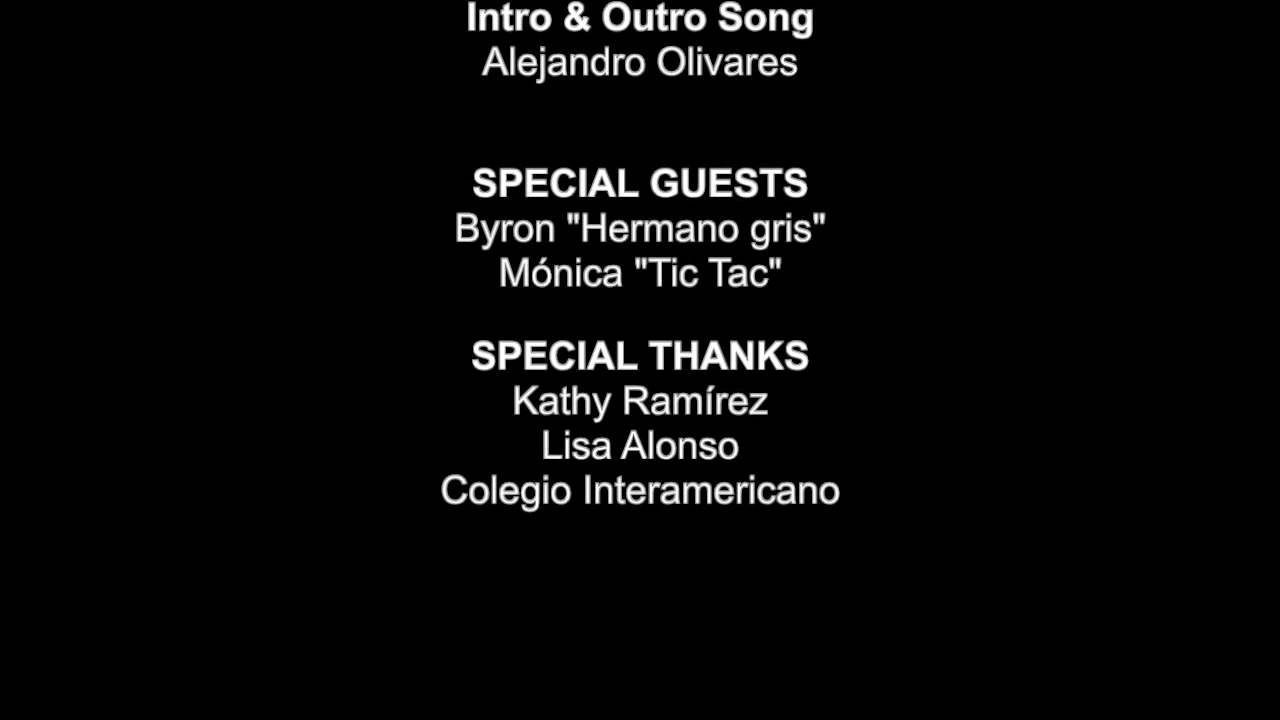 Intro & Outro Song
Alejandro Olivares
SPECIAL GUESTS
Byron "Hermano gris"
Mónica "Tic Tac"
SPECIAL THANKS
Kathy Ramírez
Lisa Alonso
Colegio Interamericano